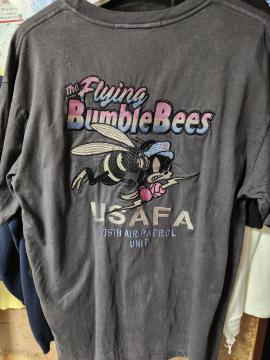 The Flying
BumbleBees
USAFA
75TH AIR PATROL
UNIT